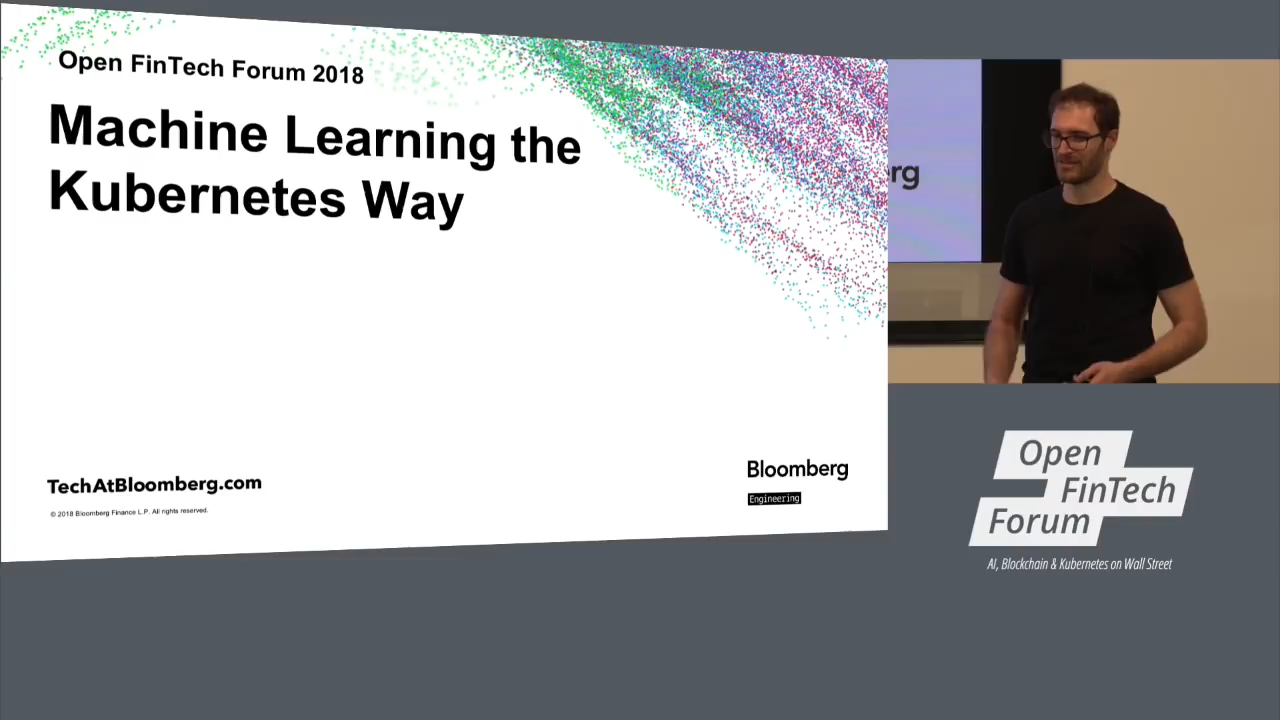 Open FinTech Forum 2018
Machine Learning the
Kubernetes Way
TechAtBloomberg.com
© 2018 Bloomberg Finance L.P. All rights reserved.
Bloomberg
Engineering
rg
Open
FinTech
Forum
AI, Blockchain & Kubernetes on Wall Street